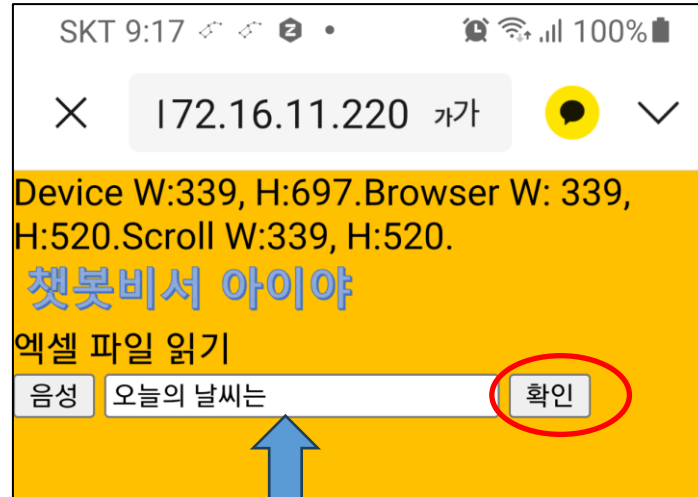 SKT 9:17 100%
172.16.11.220 가가
Device W:339, H:697.Browser W: 339,
H:520.Scroll W:339, H:520.
챗봇비서 아이야
엑셀 파일 읽기
음성 오늘의 날씨는 확인